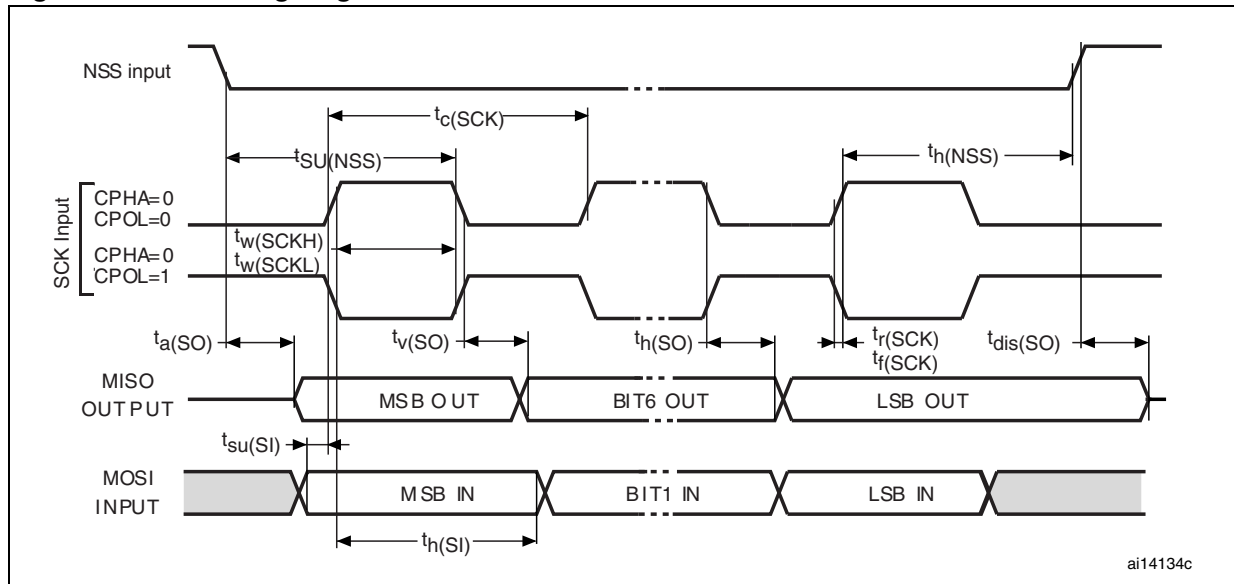 NSS input
tc(SCK)
tSU(NSS)
th(NSS)
SCK Input
CPHA=0
CPOL=0
tw(SCKH)
CPHA=0
tw(SCKL)
CPOL=1
ta(SO)
tv(SO)
th(SO)
tr(SCK)
tf(SCK)
tdis(SO)
MISO
OUTPUT
MSB OUT
BIT6 OUT
LSB OUT
tsu(SI)
MOSI
INPUT
MSB IN
BIT1 IN
LSB IN
th(SI)
ai14134c